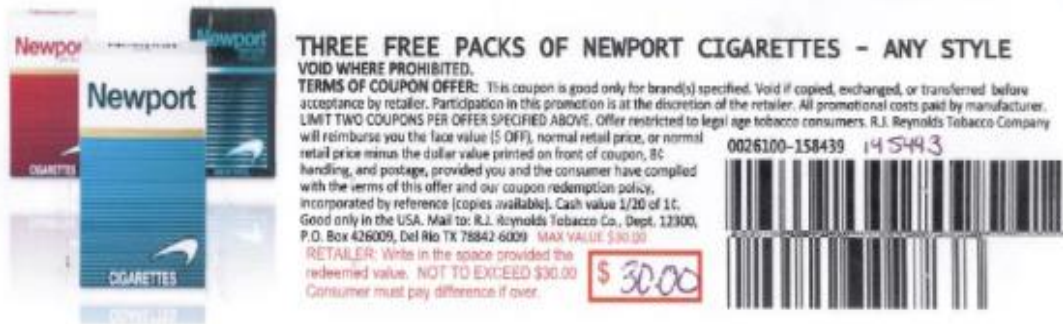 Newport
Newport
Newport
CIGARETTES
CIGARETTES
THREE FREE PACKS OF NEWPORT CIGARETTES - ANY STYLE
VOID WHERE PROHIBITED.
TERMS OF COUPON OFFER: This coupon is good only for brand(s) specified. Void if copied, exchanged, or transferred before
acceptance by retailer. Participation in this promotion is at the discretion of the retailer. All promotional costs paid by manufacturer.
LIMIT TWO COUPONS PER OFFER SPECIFIED ABOVE. Offer restricted to legal age tobacco consumers. R.J. Reynolds Tobacco Company
will reimburse you the face value ($ OFF), normal retail price, or normal
retail price minus the dollar value printed on front of coupon, 8¢
handling, and postage, provided you and the consumer have complied
with the terms of this offer and our coupon redemption policy,
incorporated by reference (copies available). Cash value 1/20 of 1¢.
Good only in the USA. Mail to: R.J. Reynolds Tobacco Co., Dept. 12300,
P.O. Box 426009, Del Rio TX 78842-6009 MAX VALUE $30.00
RETAILER: Write in the space provided the
redeemed value. NOT TO EXCEED $30.00
Consumer must pay difference if over.
$ 30.00
0026100-158439 145443